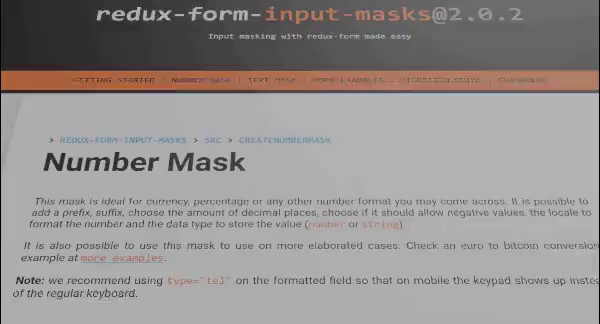 redux-form-input-masks@2.0.2
Input masking with redux-form made easy
GETTING STARTED | NUMBER MASK | TEXT MASK | MORE EXAMPLES | MIGRATION GUIDE | CHANGELOG
> REDUX-FORM-INPUT-MASKS > SRC > CREATENUMBERMASK
Number Mask
This mask is ideal for currency, percentage or any other number format you may come across. It is possible to
add a prefix, suffix, choose the amount of decimal places, choose if it should allow negative values, the locale to
format the number and the data type to store the value (number or string)
It is also possible to use this mask to use on more elaborated cases. Check an euro to bitcoin conversion
example at more examples.
Note: we recommend using type="tel" on the formatted field so that on mobile the keypad shows up inste
of the regular keyboard.